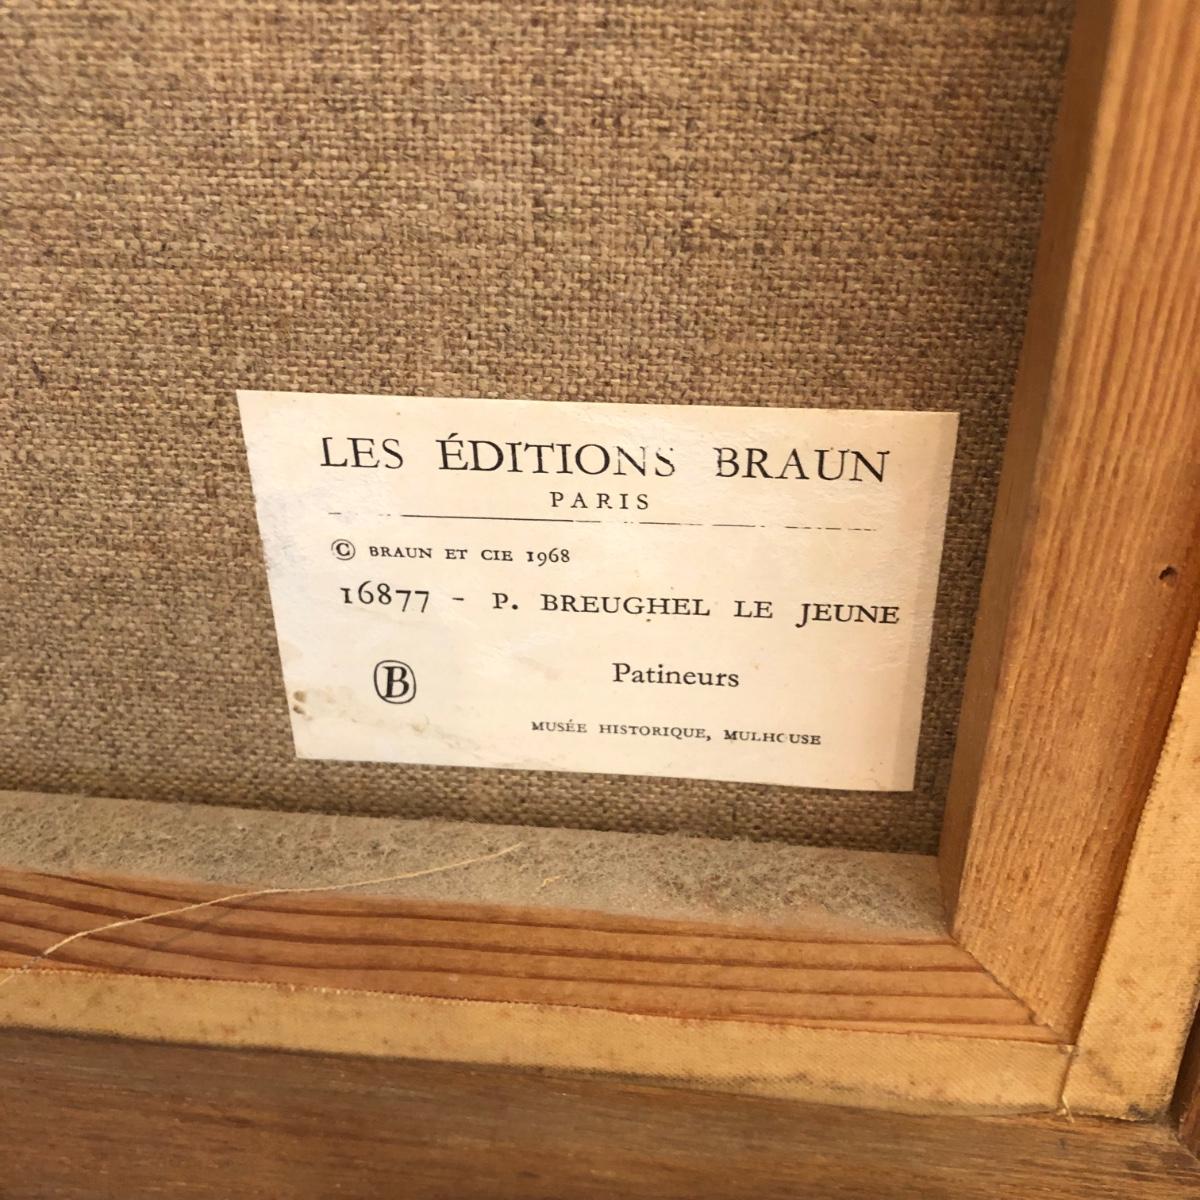 LES ÉDITIONS BRAUN
PARIS
© BRAUN ET CIE 1968
16877 - P. BREUGHEL LE JEUNE
B Patineurs
MUSÉE HISTORIQUE, MULHOUSE